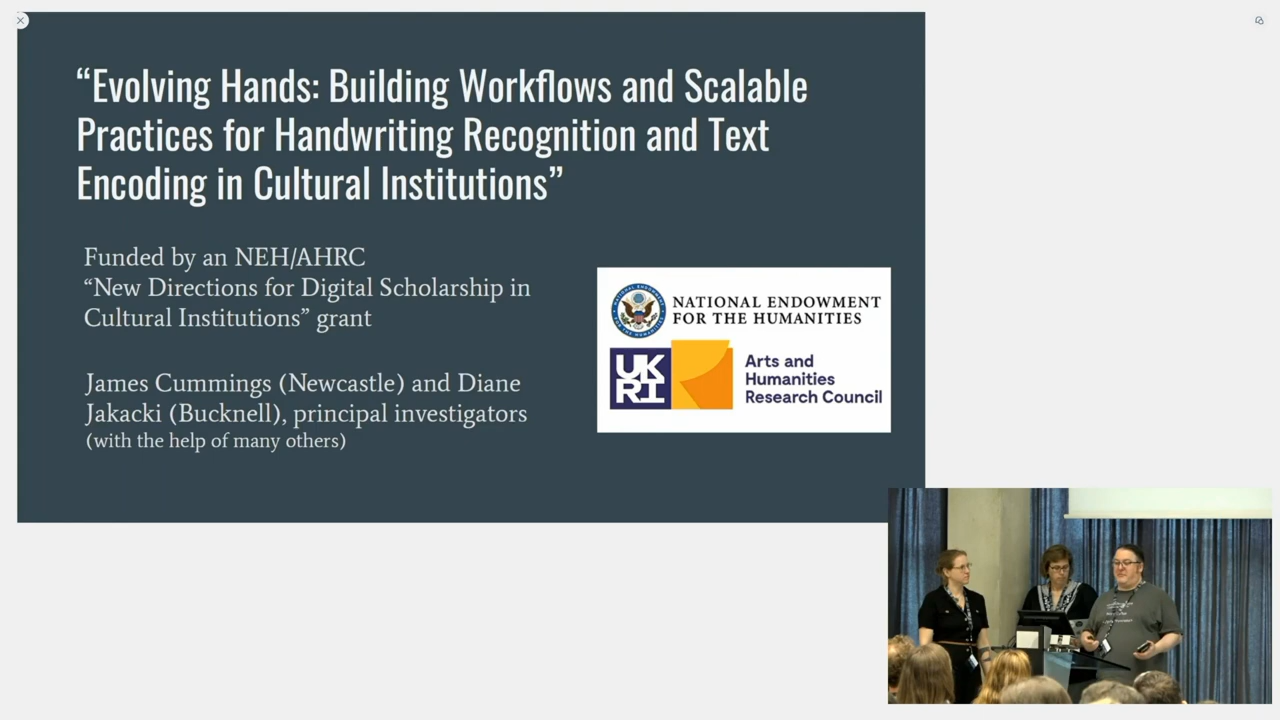 “Evolving Hands: Building Workflows and Scalable
Practices for Handwriting Recognition and Text
Encoding in Cultural Institutions”
Funded by an NEH/AHRC
“New Directions for Digital Scholarship in
Cultural Institutions” grant
James Cummings (Newcastle) and Diane
Jakacki (Bucknell), principal investigators
(with the help of many others)
NATIONAL ENDOWMENT
FOR THE HUMANITIES
UK
RI
Arts and
Humanities
Research Council